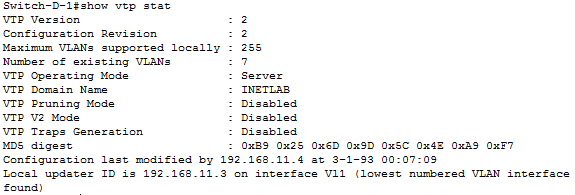 Switch-D-1#show vtp stat
VTP Version                     : 2
Configuration Revision          : 2
Maximum VLANs supported locally : 255
Number of existing VLANs        : 7
VTP Operating Mode              : Server
VTP Domain Name                 : INETLAB
VTP Pruning Mode                : Disabled
VTP V2 Mode                     : Disabled
VTP Traps Generation            : Disabled
MD5 digest                      : 0xB9 0x25 0x6D 0x9D 0x5C 0x4E 0xA9 0xF7
Configuration last modified by 192.168.11.4 at 3-1-93 00:07:09
Local updater ID is 192.168.11.3 on interface Vl1 (lowest numbered VLAN interface
found)